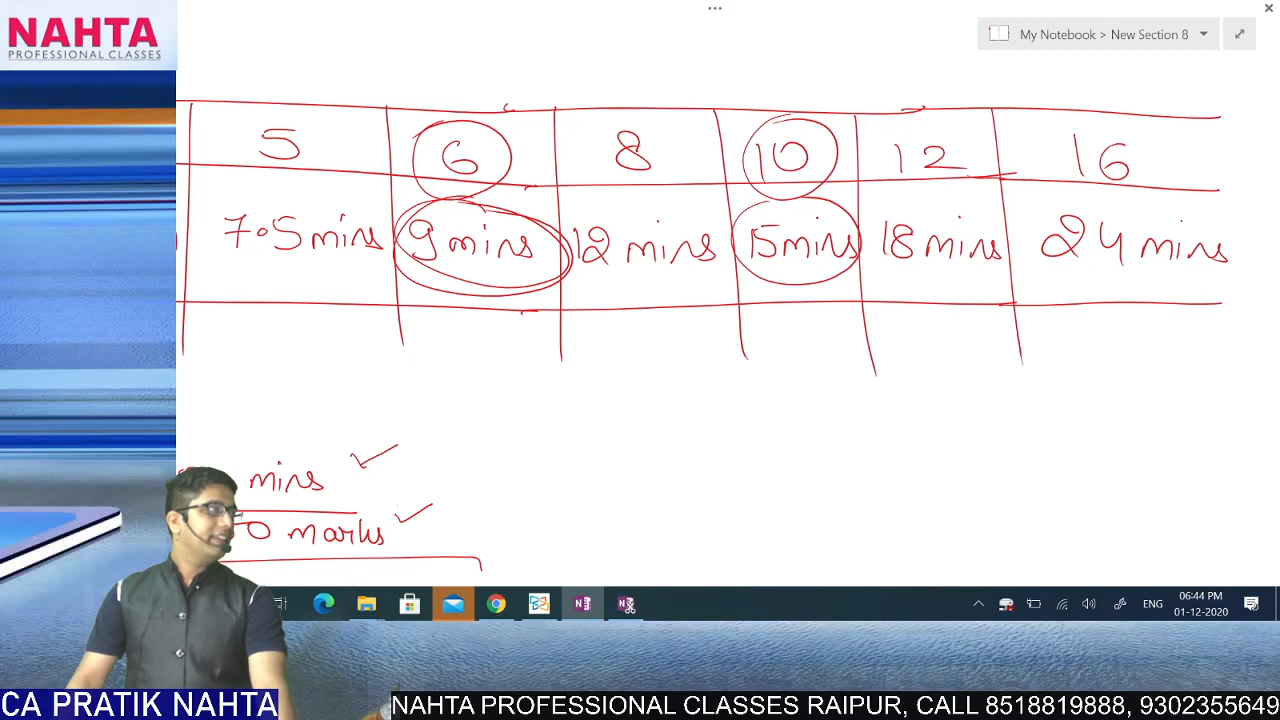 NAHTA
PROFESSIONAL CLASSES
My Notebook > New Section 8
5 6 8 10 12 16
7.5 mins 9 mins 12 mins 15 mins 18 mins 24 mins
mins
0 marks
ENG
06:44 PM
01-12-2020
CA PRATIK NAHTA
NAHTA PROFESSIONAL CLASSES RAIPUR, CALL 8518819888, 9302355649